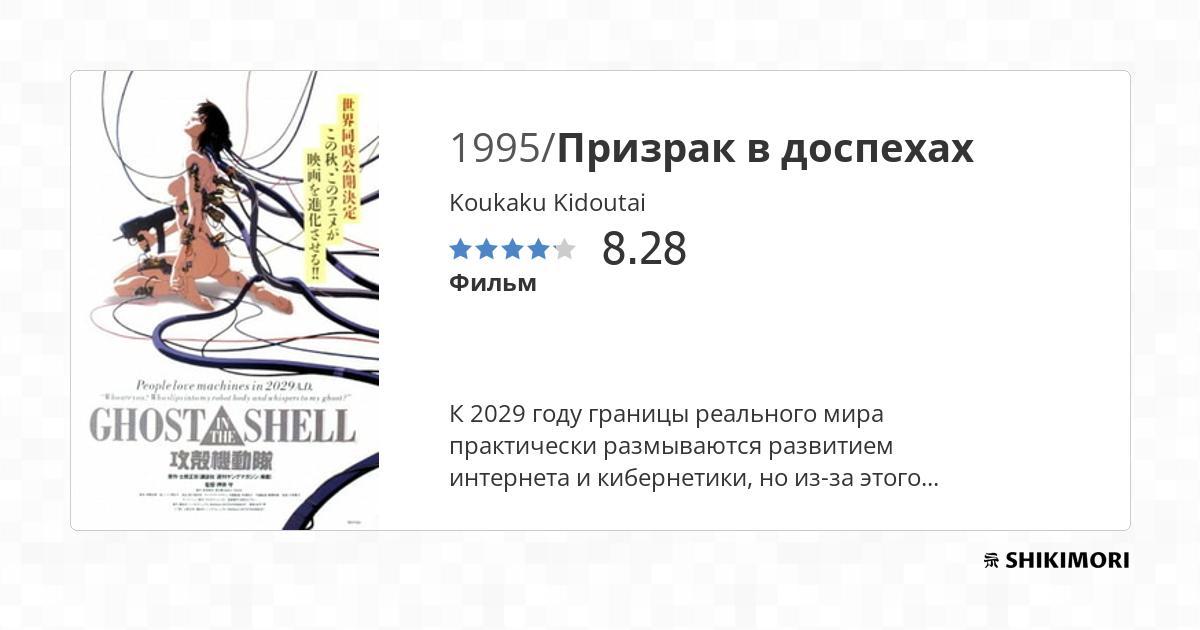 世界同時公開決定
この秋、このアニメが
映画を進化させる!!
People love machines in 2029 A.D.
"Who are you? Who slips into my robot body and whispers to my ghost?"
GHOST IN THE SHELL
攻殻機動隊
1995/Призрак в доспехах
Koukaku Kidoutai
8.28
Фильм
К 2029 году границы реального мира
практически размываются развитием
интернета и кибернетики, но из-за этого...
SHIKIMORI